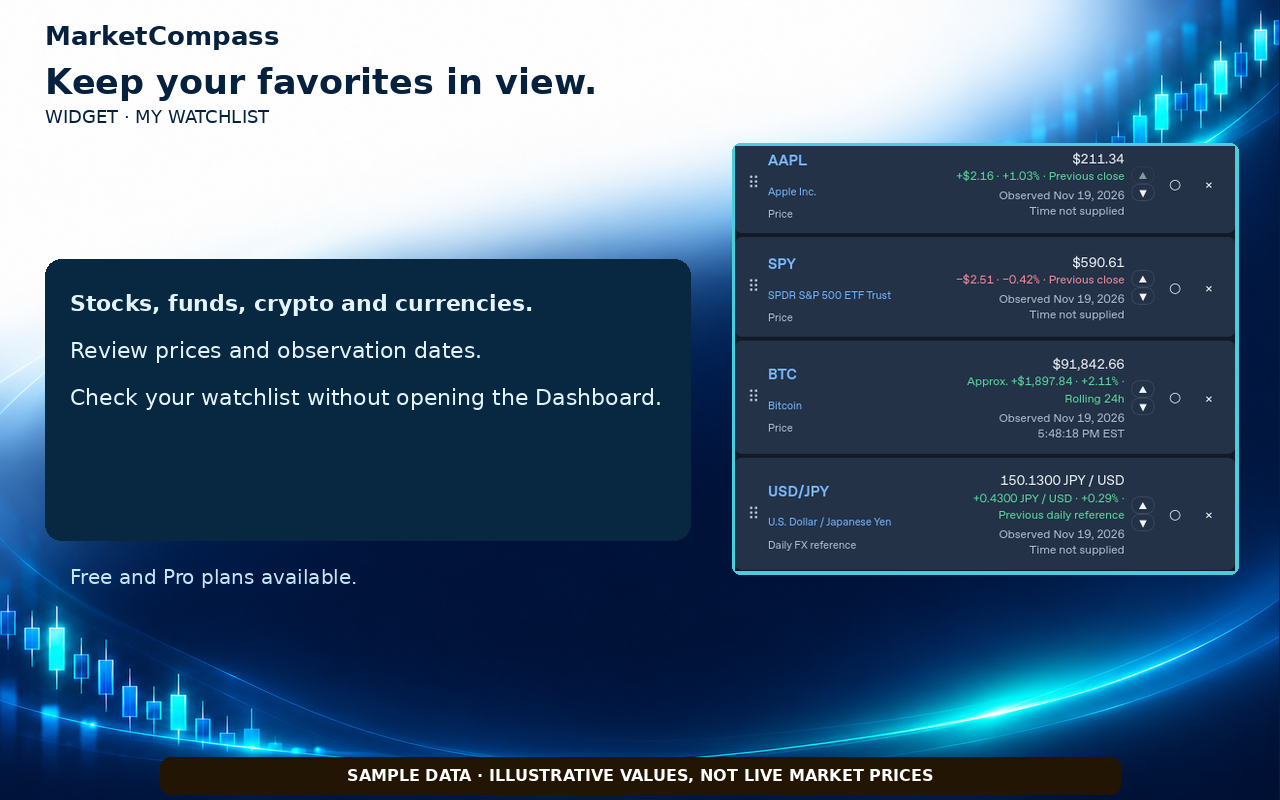 MarketCompass
Keep your favorites in view.
WIDGET · MY WATCHLIST
Stocks, funds, crypto and currencies.
Review prices and observation dates.
Check your watchlist without opening the Dashboard.
Free and Pro plans available.
AAPL
Apple Inc.
Price
$211.34
+$2.16 · +1.03% · Previous close
Observed Nov 19, 2026
Time not supplied
SPY
SPDR S&P 500 ETF Trust
Price
$590.61
−$2.51 · −0.42% · Previous close
Observed Nov 19, 2026
Time not supplied
BTC
Bitcoin
Price
$91,842.66
Approx. +$1,897.84 · +2.11% ·
Rolling 24h
Observed Nov 19, 2026
5:48:18 PM EST
USD/JPY
U.S. Dollar / Japanese Yen
Daily FX reference
150.1300 JPY / USD
+0.4300 JPY / USD · +0.29% ·
Previous daily reference
Observed Nov 19, 2026
Time not supplied
SAMPLE DATA · ILLUSTRATIVE VALUES, NOT LIVE MARKET PRICES